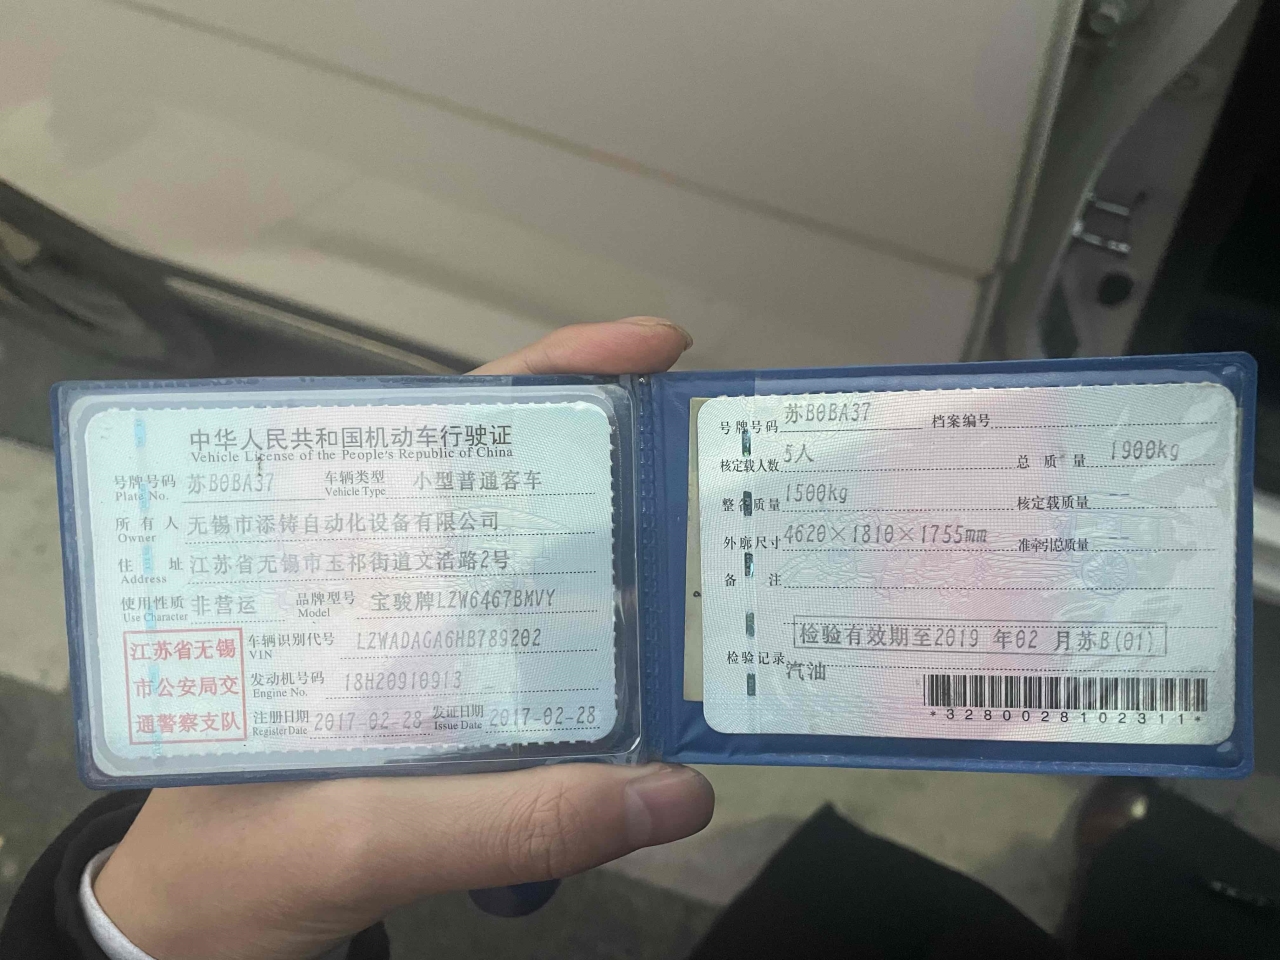 中华人民共和国机动车行驶证
Vehicle License of the People's Republic of China
号牌号码 苏B0BA37 车辆类型 小型普通客车
Plate No. Vehicle Type
所有人 无锡市添铸自动化设备有限公司
Owner
住址 江苏省无锡市玉祁街道文浩路2号
Address
使用性质 非营运 品牌型号 宝骏牌LZW6467BMVY
Use Character Model
江苏省无锡
市公安局交
通警察支队
车辆识别代号 LZWADAGA6HB789202
VIN
发动机号码 18H20910913
Engine No.
注册日期 2017-02-28 发证日期 2017-02-28
Register Date Issue Date
号牌号码 苏B0BA37 档案编号
核定载人数 5人 总质量 1900kg
整备质量 1500kg 核定载质量 —
外廓尺寸 4620×1810×1755mm 准牵引总质量 —
备注
检验有效期至2019 年02 月苏B(01)
检验记录 汽油
*3280028102311*